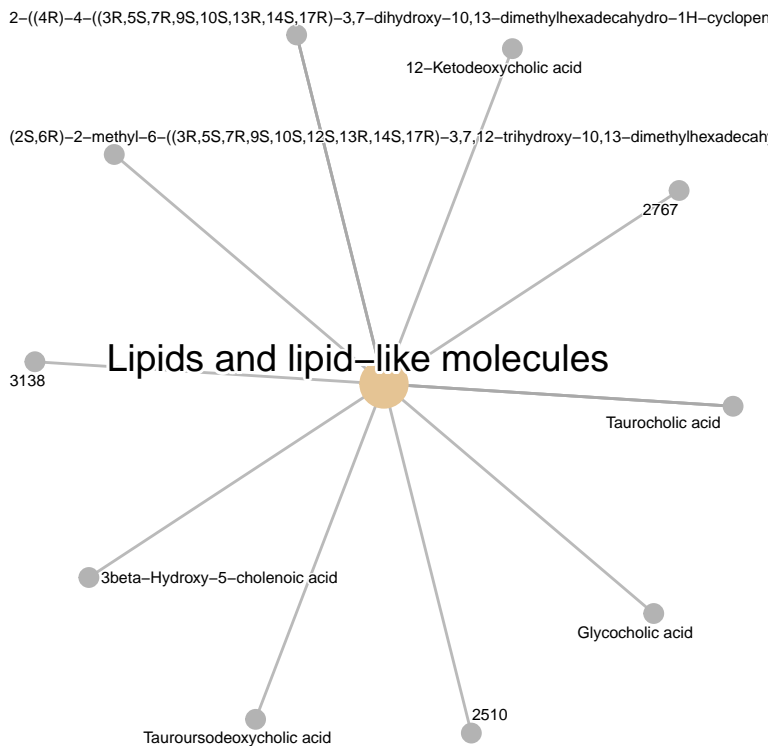 2−((4R)−4−((3R,5S,7R,9S,10S,13R,14S,17R)−3,7−dihydroxy−10,13−dimethylhexadecahydro−1H−cyclopen
12−Ketodeoxycholic acid
(2S,6R)−2−methyl−6−((3R,5S,7R,9S,10S,12S,13R,14S,17R)−3,7,12−trihydroxy−10,13−dimethylhexadecahy
2767
Lipids and lipid−like molecules
3138
Taurocholic acid
3beta−Hydroxy−5−cholenoic acid
Glycocholic acid
2510
Tauroursodeoxycholic acid